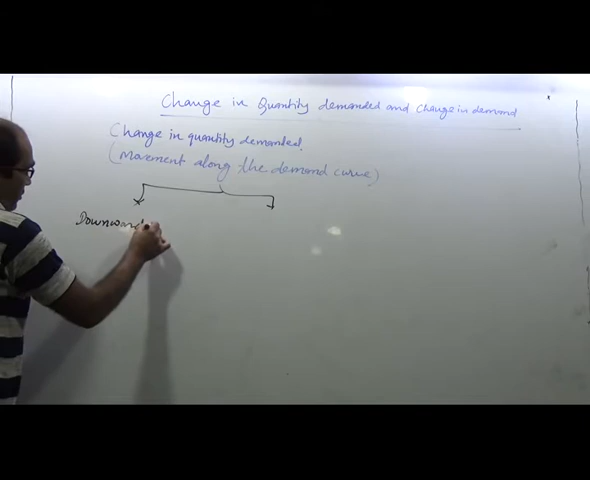 Change in Quantity demanded and Change in demand
Change in quantity demanded.
(Movement along the demand curve)
Downward